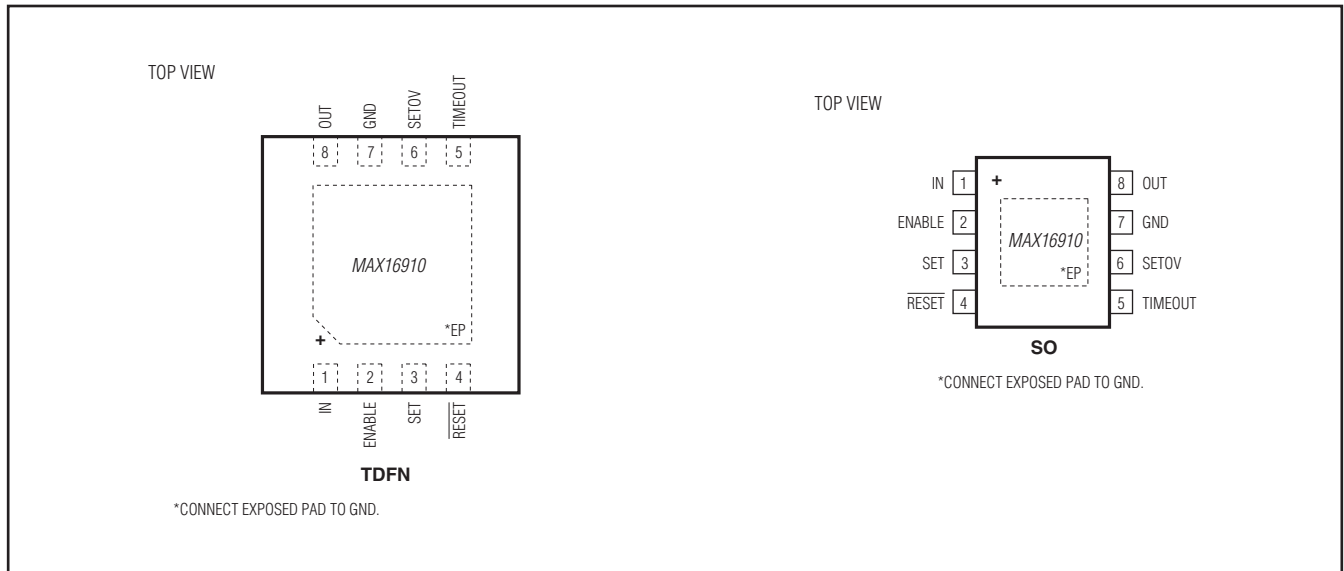 TOP VIEW
OUT
GND
SETOV
TIMEOUT
8 7 6 5
MAX16910
*EP
+
1 2 3 4
IN
ENABLE
SET
RESET
TDFN
*CONNECT EXPOSED PAD TO GND.
TOP VIEW
IN 1 + 8 OUT
ENABLE 2 7 GND
MAX16910
SET 3 6 SETOV
*EP
RESET 4 5 TIMEOUT
SO
*CONNECT EXPOSED PAD TO GND.